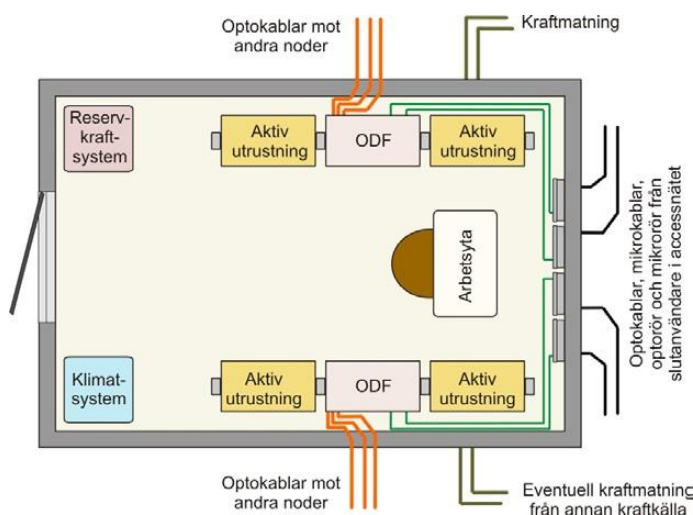 Optokablar mot
andra noder
Kraftmatning
Reserv-
kraft-
system
Aktiv
utrustning
ODF
Aktiv
utrustning
Arbetsyta
Optokablar, mikrokablar,
optorör och mikrorör från
slutanvändare i accessnätet
Klimat-
system
Aktiv
utrustning
ODF
Aktiv
utrustning
Optokablar mot
andra noder
Eventuell kraftmatning
från annan kraftkälla